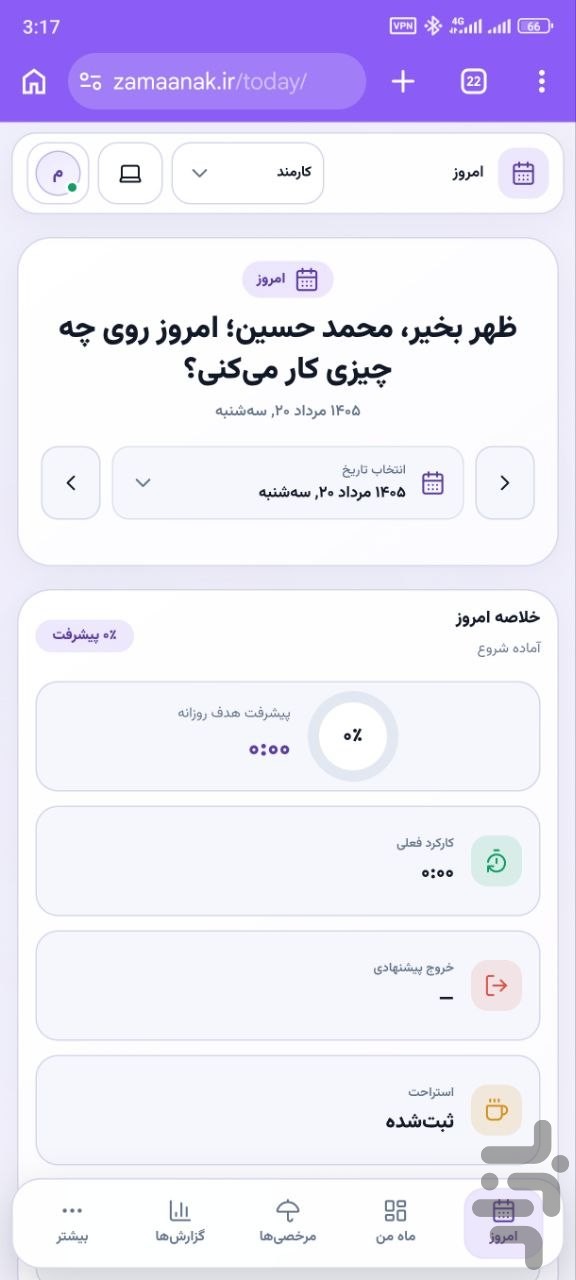 3:17
VPN
4G
66
zamaanak.ir/today/
22
امروز
کارمند
م
امروز
ظهر بخیر، محمد حسین؛ امروز روی چه
چیزی کار می‌کنی؟
۱۴۰۵ مرداد ۲۰, سه‌شنبه
انتخاب تاریخ
۱۴۰۵ مرداد ۲۰, سه‌شنبه
خلاصه امروز
آماده شروع
۰٪ پیشرفت
۰٪
پیشرفت هدف روزانه
۰:۰۰
کارکرد فعلی
۰:۰۰
خروج پیشنهادی
—
استراحت
ثبت‌شده
امروز
ماه من
مرخصی‌ها
گزارش‌ها
بیشتر